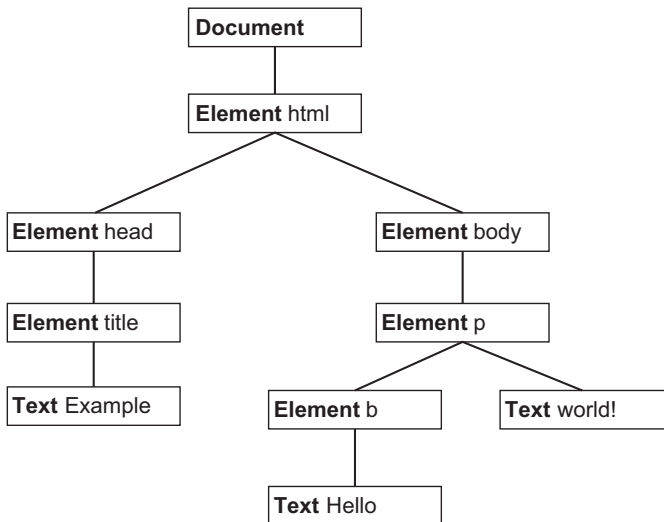 Document
Element html
Element head
Element body
Element title
Element p
Text Example
Element b
Text world!
Text Hello